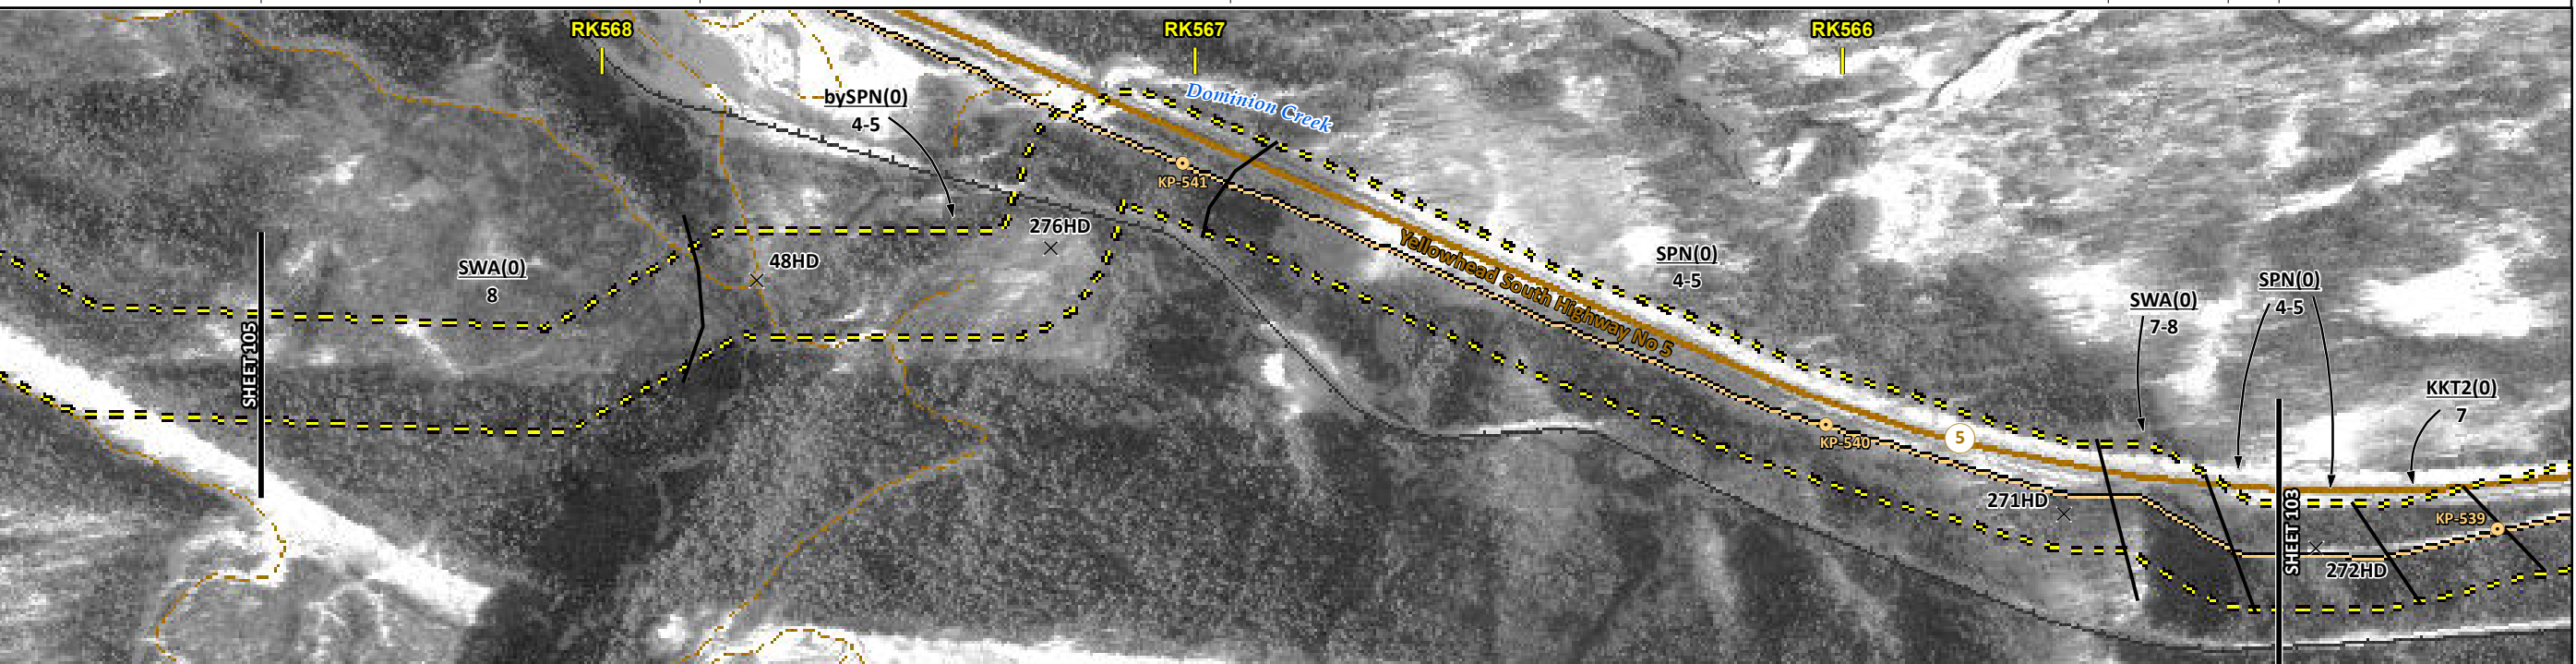 RK568
RK567
RK566
bySPN(0)
4-5
Dominion Creek
KP-541
276HD
48HD
SWA(0)
8
SHEET 105
Yellowhead South Highway No 5
SPN(0)
4-5
SWA(0)
7-8
SPN(0)
4-5
KKT2(0)
7
KP-540
5
271HD
SHEET 103
KP-539
272HD